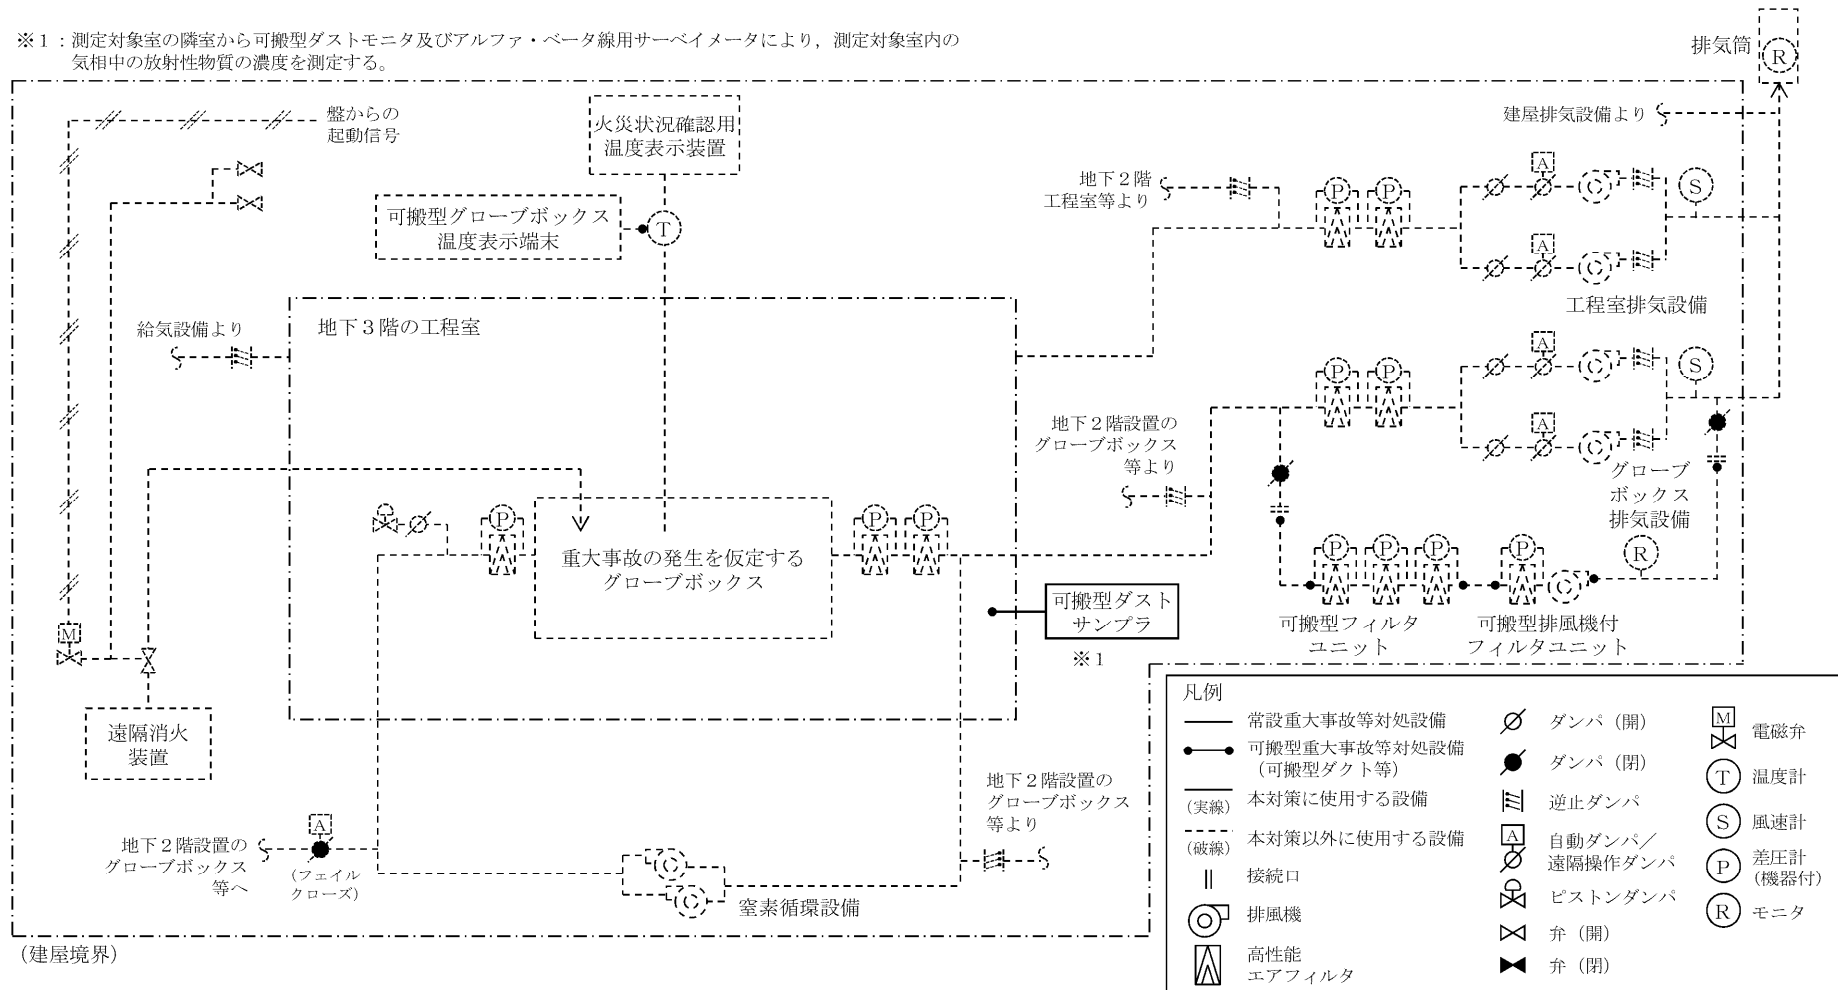 ※１：測定対象室の隣室から可搬型ダストモニタ及びアルファ・ベータ線用サーベイメータにより，測定対象室内の
気相中の放射性物質の濃度を測定する。
排気筒
R
盤からの
起動信号
火災状況確認用
温度表示装置
建屋排気設備より
可搬型グローブボックス
温度表示端末
T
地下２階
工程室等より
P
P
A
S
A
工程室排気設備
給気設備より
地下３階の工程室
P
P
A
S
A
地下２階設置の
グローブボックス
等より
グローブ
ボックス
排気設備
P
P
P
重大事故の発生を仮定する
グローブボックス
P
P
P
P
R
可搬型ダスト
サンプラ
※１
可搬型フィルタ
ユニット
可搬型排風機付
フィルタユニット
M
遠隔消火
装置
地下２階設置の
グローブボックス
等へ
A
（フェイル
クローズ）
窒素循環設備
地下２階設置の
グローブボックス
等より
（建屋境界）
凡例
常設重大事故等対処設備
可搬型重大事故等対処設備
（可搬型ダクト等）
（実線）
本対策に使用する設備
（破線）
本対策以外に使用する設備
接続口
排風機
高性能
エアフィルタ
ダンパ（開）
ダンパ（閉）
逆止ダンパ
A
自動ダンパ／
遠隔操作ダンパ
ピストンダンパ
弁（開）
弁（閉）
M
電磁弁
T
温度計
S
風速計
P
差圧計
（機器付）
R
モニタ